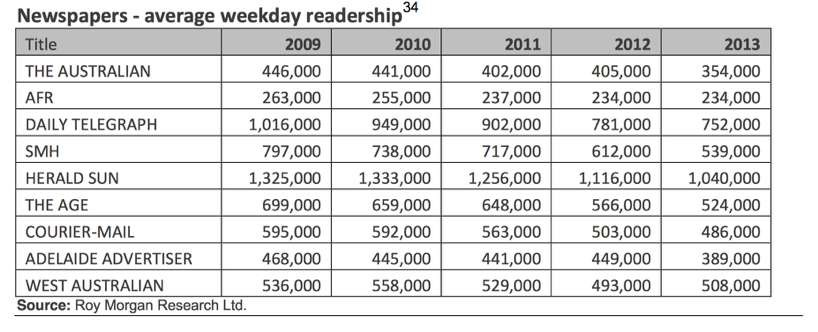 Newspapers - average weekday readership34
Title 2009 2010 2011 2012 2013
THE AUSTRALIAN 446,000 441,000 402,000 405,000 354,000
AFR 263,000 255,000 237,000 234,000 234,000
DAILY TELEGRAPH 1,016,000 949,000 902,000 781,000 752,000
SMH 797,000 738,000 717,000 612,000 539,000
HERALD SUN 1,325,000 1,333,000 1,256,000 1,116,000 1,040,000
THE AGE 699,000 659,000 648,000 566,000 524,000
COURIER-MAIL 595,000 592,000 563,000 503,000 486,000
ADELAIDE ADVERTISER 468,000 445,000 441,000 449,000 389,000
WEST AUSTRALIAN 536,000 558,000 529,000 493,000 508,000
Source: Roy Morgan Research Ltd.